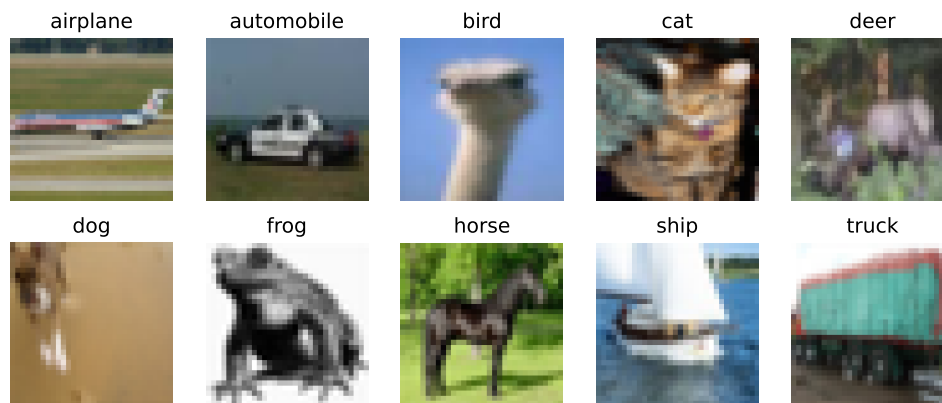 airplane automobile bird cat deer
dog frog horse ship truck